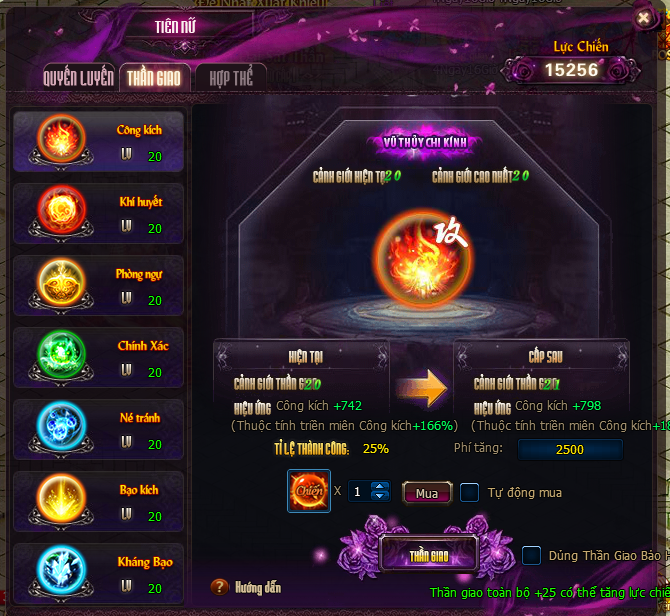 TIÊN NỮ
Lực Chiến
15256
QUYẾN LUYẾN
THẦN GIAO
HỢP THỂ
Công kích
LV 20
Khí huyết
LV 20
Phòng ngự
LV 20
Chính Xác
LV 20
Né tránh
LV 20
Bạo kích
LV 20
Kháng Bạo
LV 20
VŨ THỦY CHI KÍNH
CẢNH GIỚI HIỆN TẠI 20
CẢNH GIỚI CAO NHẤT 20
攻
HIỆN TẠI
CẢNH GIỚI THẦN G 20
HIỆU ỨNG Công kích +742
(Thuộc tính triền miên Công kích+166%)
CẤP SAU
CẢNH GIỚI THẦN G 21
HIỆU ỨNG Công kích +798
(Thuộc tính triền miên Công kích+18
TỈ LỆ THÀNH CÔNG: 25%
Phí tăng: 2500
Chiến X 1
Mua
Tự động mua
THẦN GIAO
Dùng Thần Giao Bảo H
Hướng dẫn
Thần giao toàn bộ +25 có thể tăng lực chiế